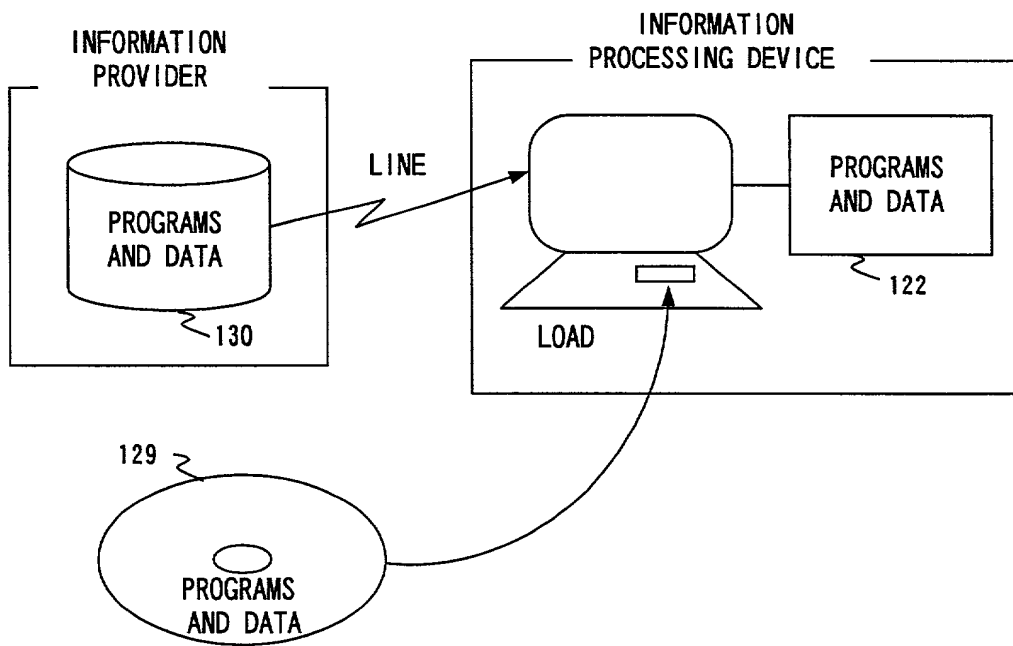 INFORMATION
PROVIDER
PROGRAMS
AND DATA
130
LINE
INFORMATION
PROCESSING DEVICE
PROGRAMS
AND DATA
122
LOAD
129
PROGRAMS
AND DATA